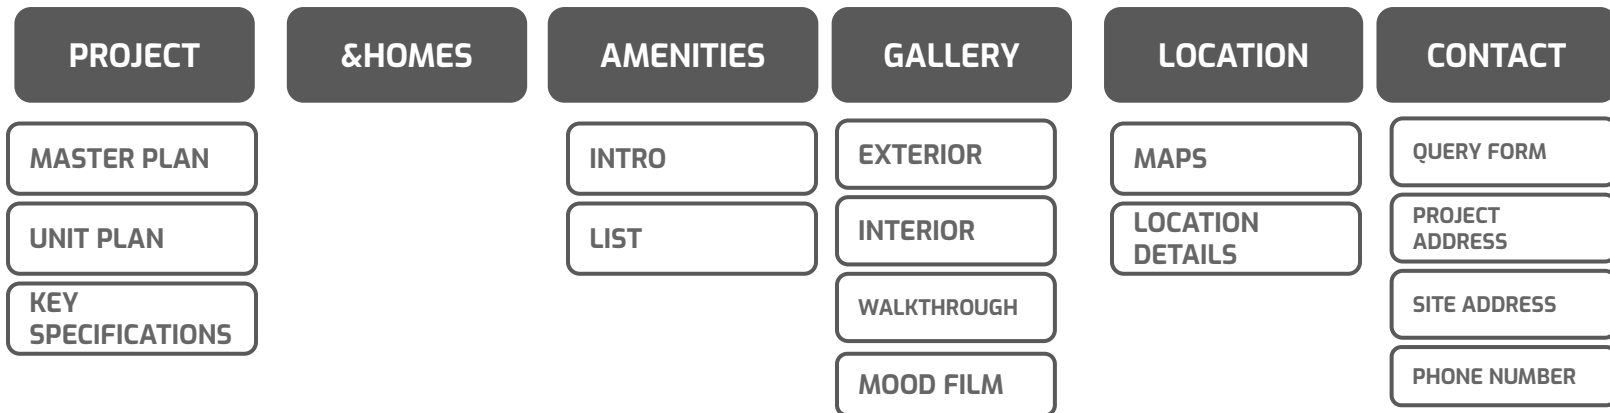 PROJECT
&HOMES
AMENITIES
GALLERY
LOCATION
CONTACT
MASTER PLAN
UNIT PLAN
KEY
SPECIFICATIONS
INTRO
LIST
EXTERIOR
INTERIOR
WALKTHROUGH
MOOD FILM
MAPS
LOCATION
DETAILS
QUERY FORM
PROJECT
ADDRESS
SITE ADDRESS
PHONE NUMBER